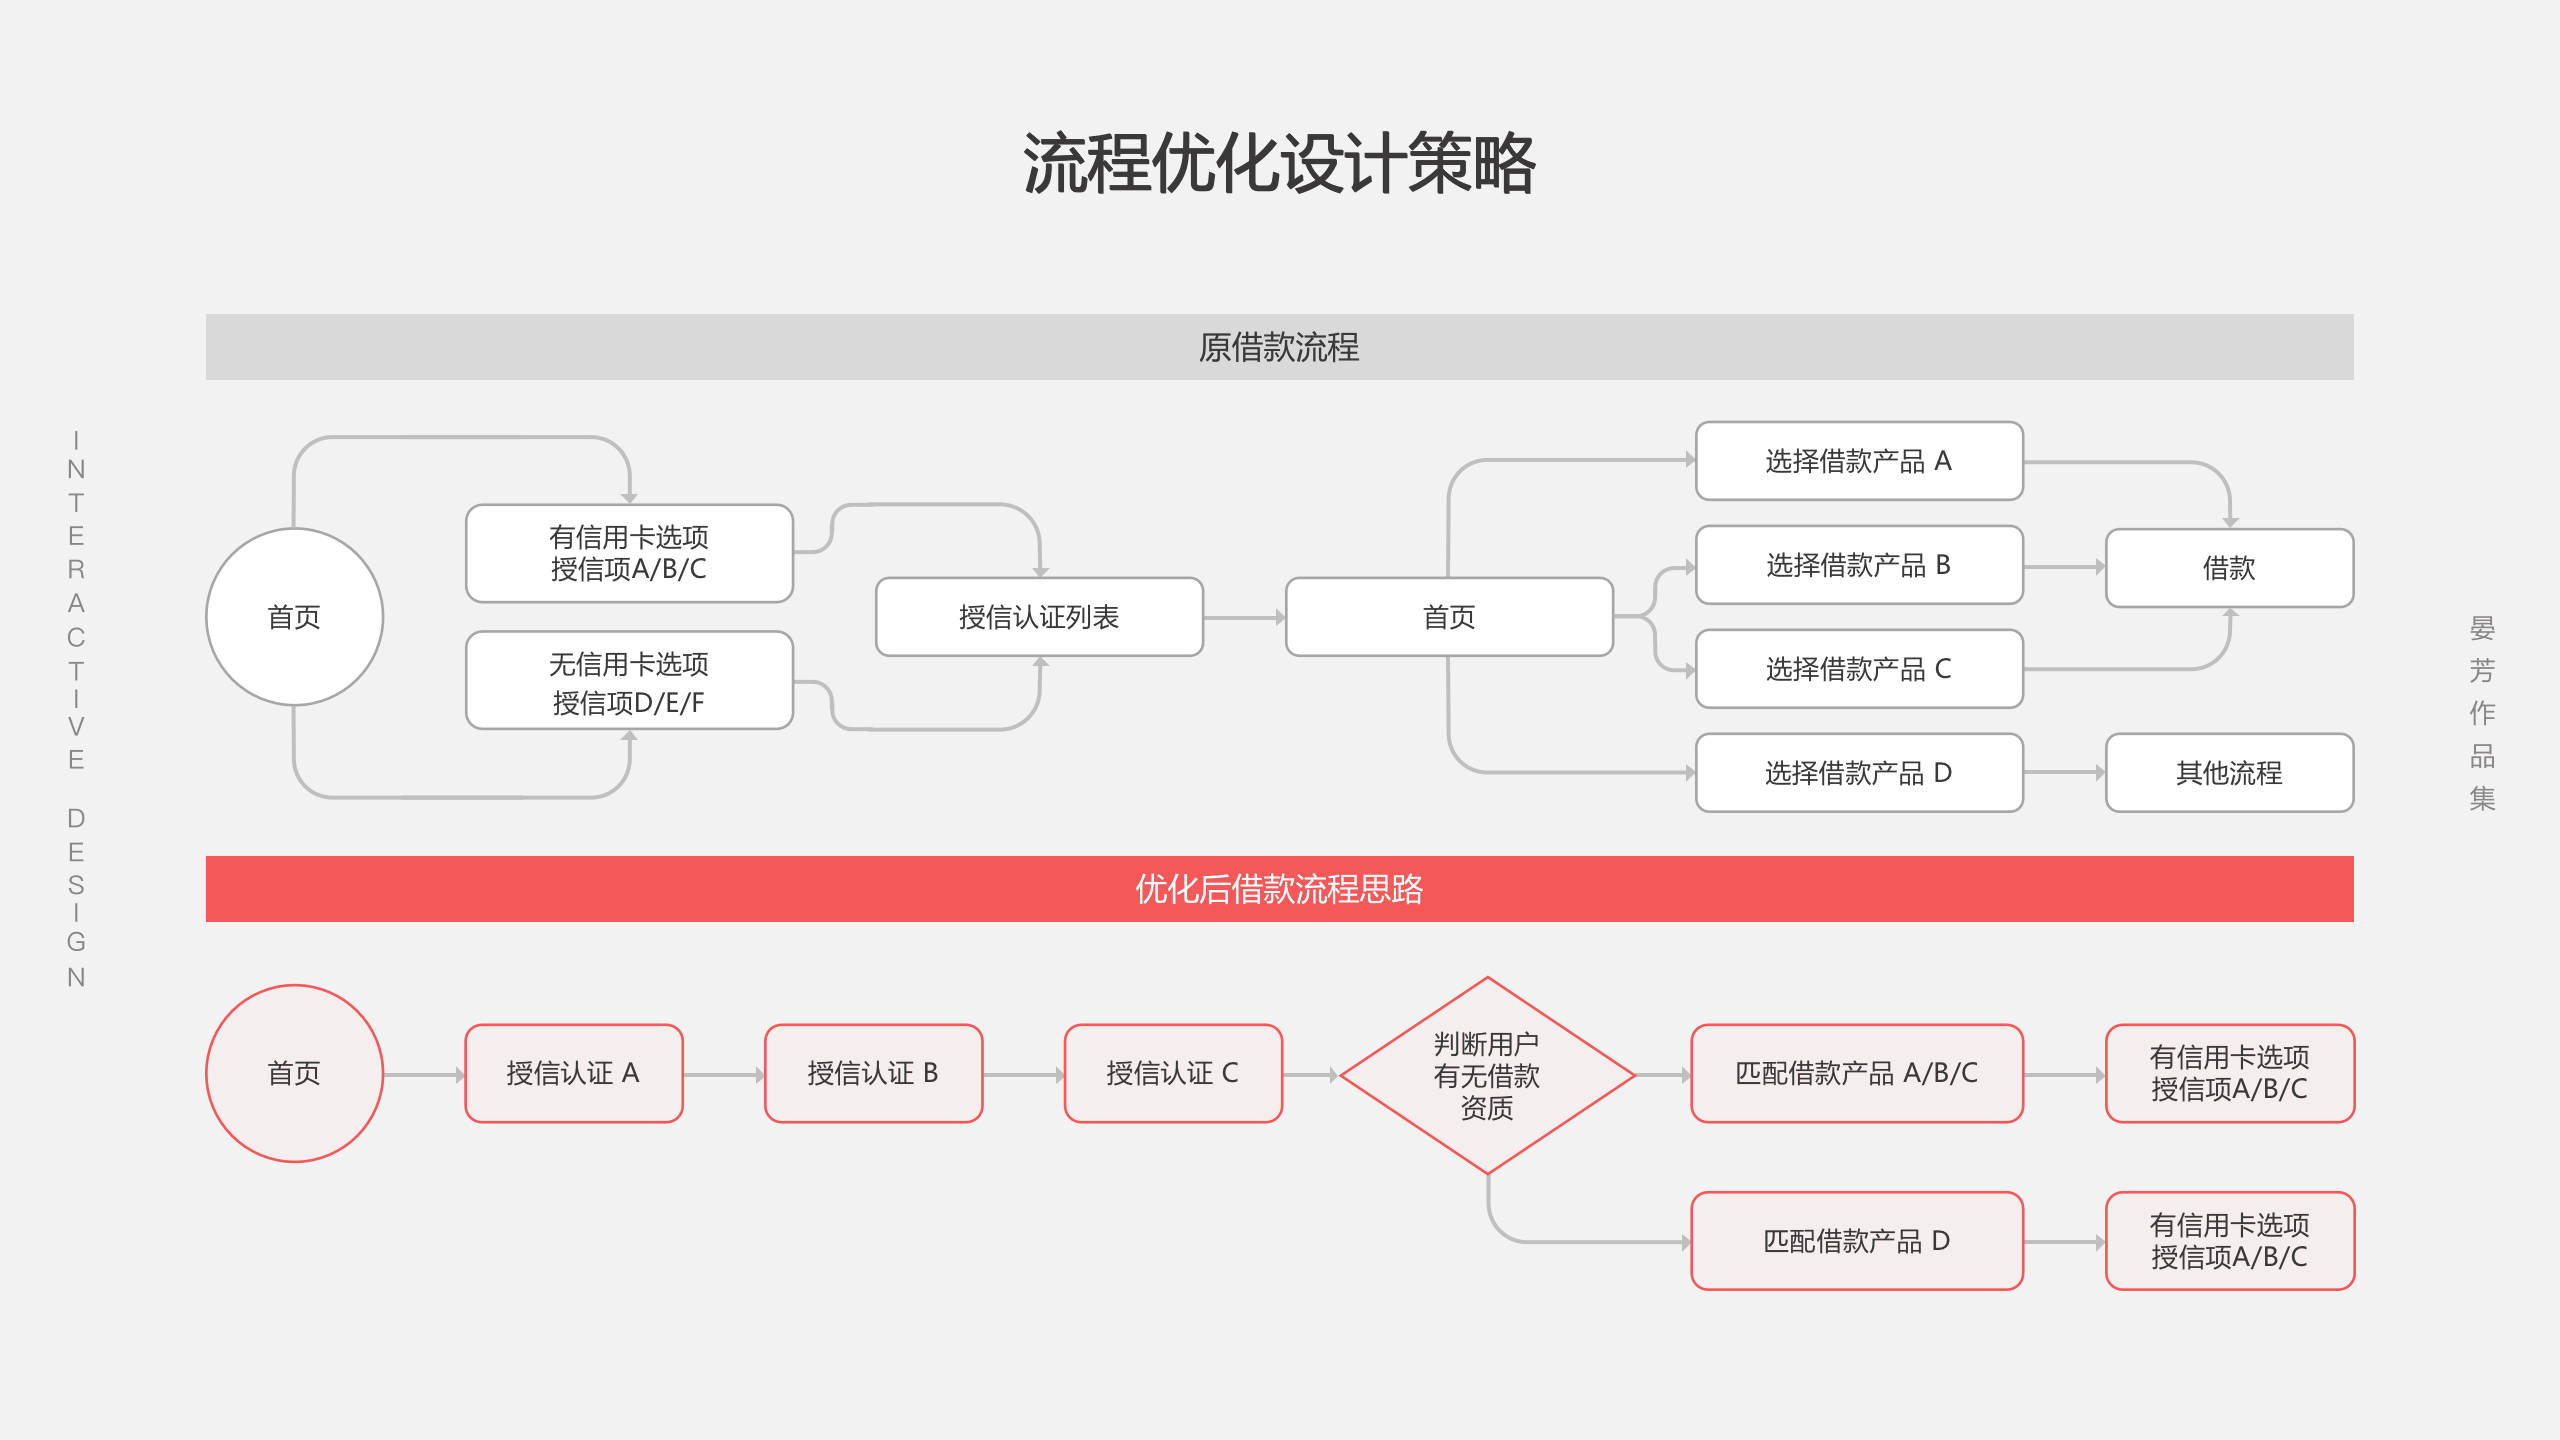 流程优化设计策略
原借款流程
首页
有信用卡选项
授信项A/B/C
无信用卡选项
授信项D/E/F
授信认证列表
首页
选择借款产品 A
选择借款产品 B
选择借款产品 C
选择借款产品 D
借款
其他流程
优化后借款流程思路
首页
授信认证 A
授信认证 B
授信认证 C
判断用户
有无借款
资质
匹配借款产品 A/B/C
有信用卡选项
授信项A/B/C
匹配借款产品 D
有信用卡选项
授信项A/B/C
INTERACTIVE DESIGN
晏芳作品集